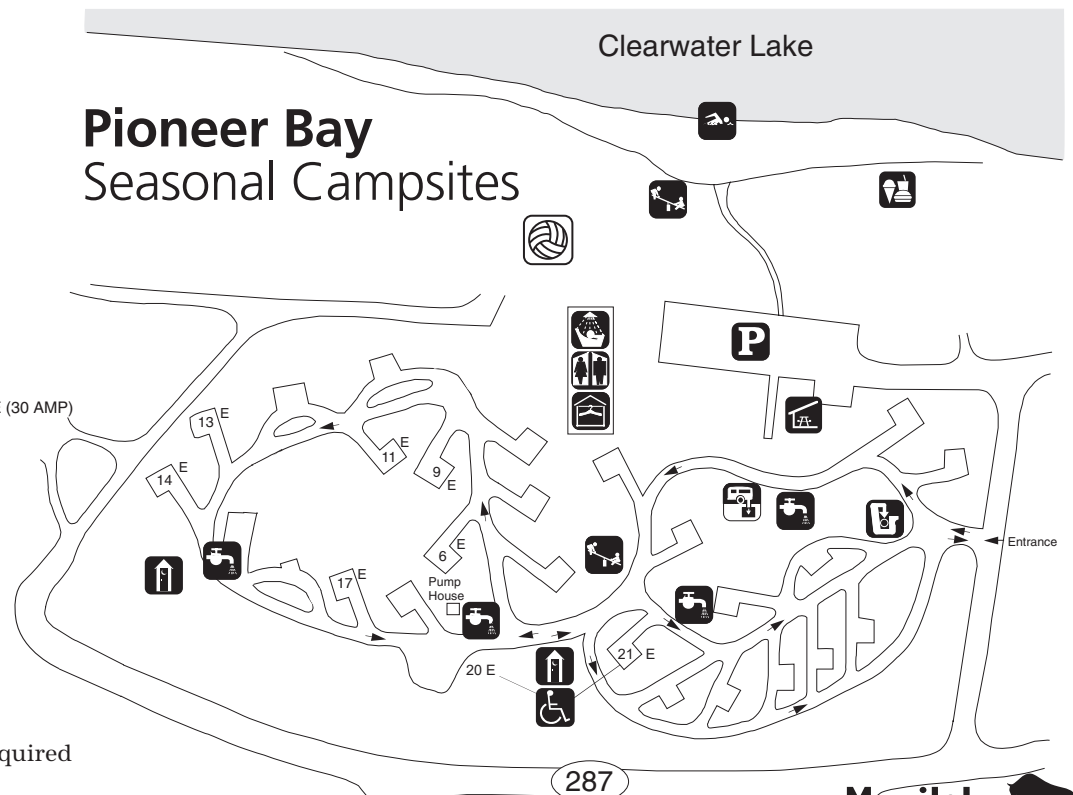 Clearwater Lake
Pioneer Bay
Seasonal Campsites
P
(30 AMP)
13 E
14 E
11 E
9 E
6 E
17 E
Pump
House
Entrance
20 E
21 E
quired
287